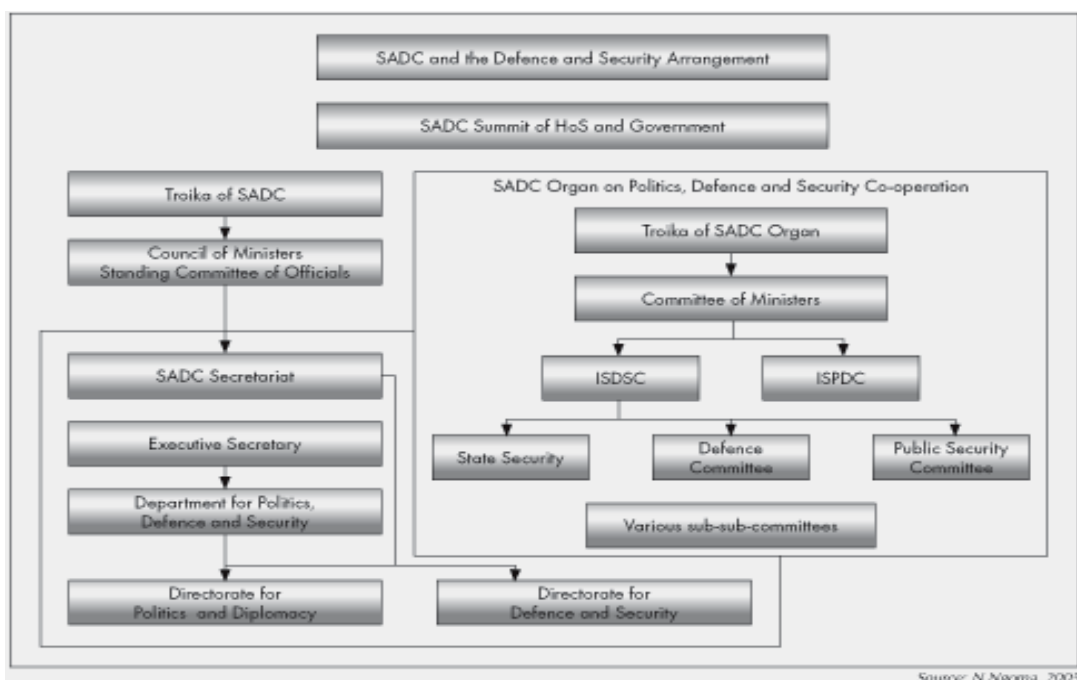 SADC and the Defence and Security Arrangement
SADC Summit of HoS and Government
Troika of SADC
Council of Ministers
Standing Committee of Officials
SADC Secretariat
Executive Secretary
Department for Politics,
Defence and Security
Directorate for
Politics and Diplomacy
Directorate for
Defence and Security
SADC Organ on Politics, Defence and Security Co-operation
Troika of SADC Organ
Committee of Ministers
ISDSC
ISPDC
State Security
Defence
Committee
Public Security
Committee
Various sub-sub-committees
Source: N Ngoma, 2005